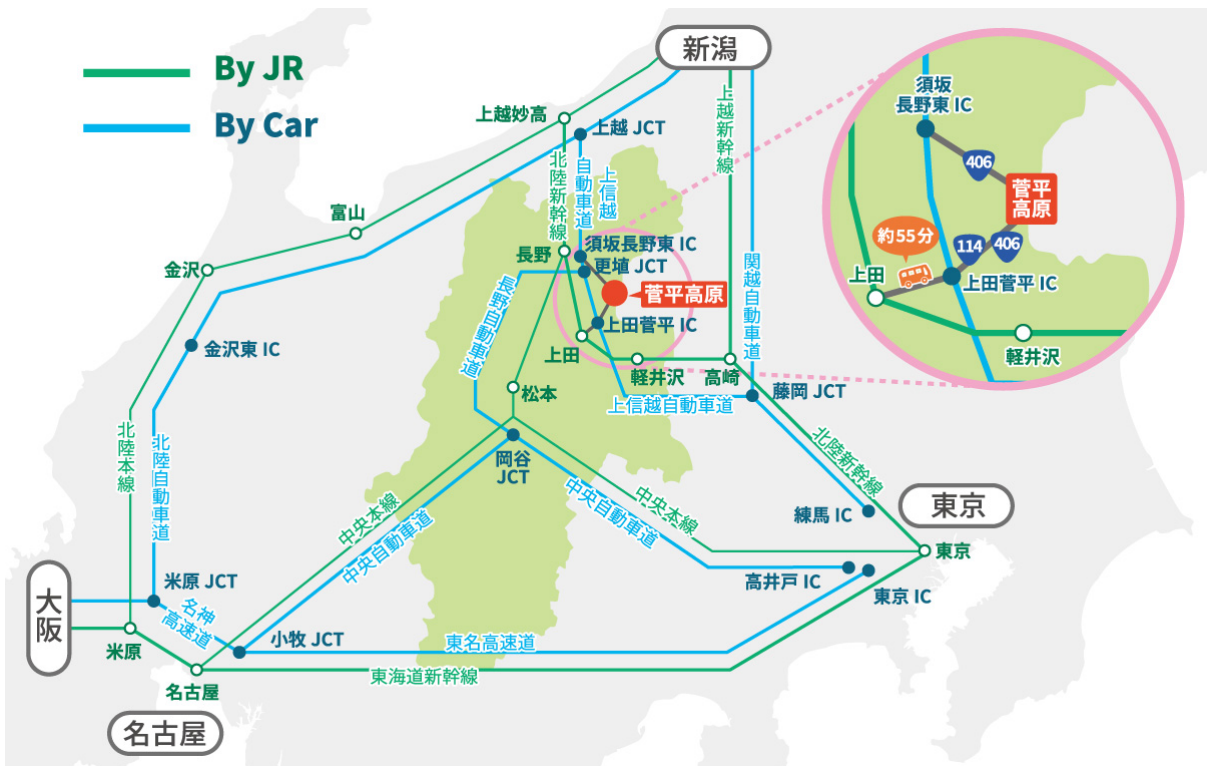 By JR
By Car
新潟
上越妙高
上越 JCT
上越新幹線
北陸新幹線
自動車道
上信越
富山
金沢
長野
須坂長野東 IC
更埴 JCT
菅平高原
長野自動車道
関越自動車道
金沢東 IC
上田菅平 IC
上田
軽井沢
高崎
松本
上信越自動車道
藤岡 JCT
北陸本線
北陸自動車道
岡谷
JCT
北陸新幹線
中央本線
中央自動車道
中央自動車道
中央本線
練馬 IC
東京
東京
高井戸 IC
東京 IC
大阪
米原 JCT
名神
高速道
米原
小牧 JCT
東名高速道
東海道新幹線
名古屋
名古屋
須坂
長野東 IC
406
菅平
高原
約55分
114
406
上田
上田菅平 IC
軽井沢